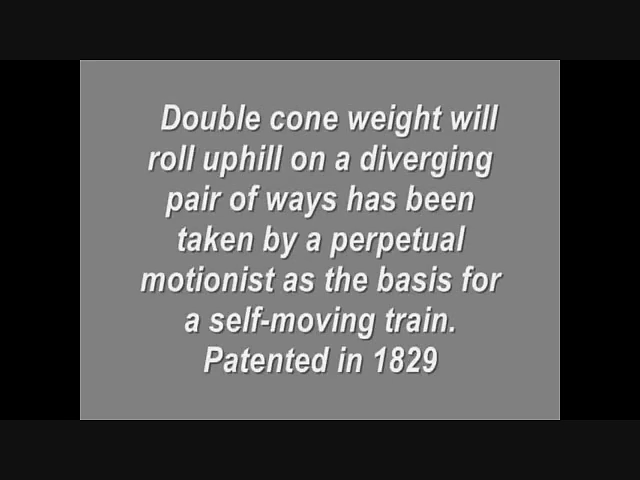 Double cone weight will
roll uphill on a diverging
pair of ways has been
taken by a perpetual
motionist as the basis for
a self-moving train.
Patented in 1829